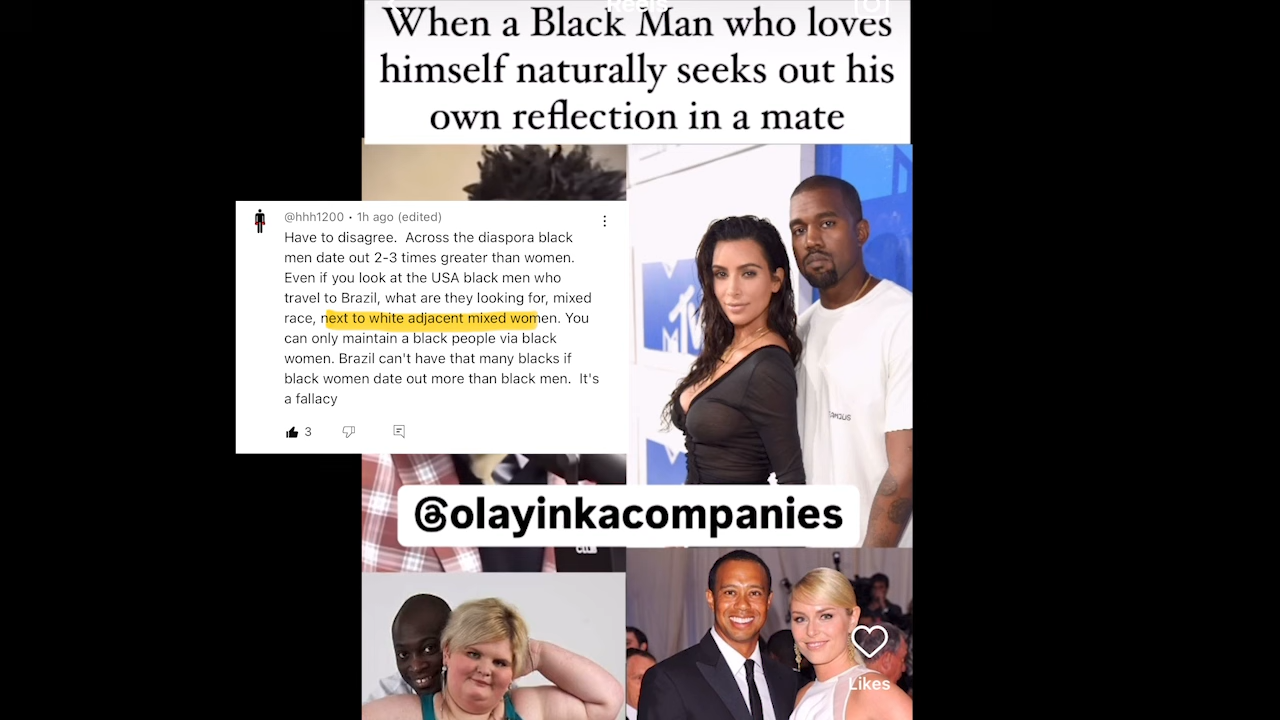 Reels
When a Black Man who loves
himself naturally seeks out his
own reflection in a mate
@hhh1200 • 1h ago (edited)
Have to disagree.  Across the diaspora black
men date out 2-3 times greater than women.
Even if you look at the USA black men who
travel to Brazil, what are they looking for, mixed
race, next to white adjacent mixed women. You
can only maintain a black people via black
women. Brazil can't have that many blacks if
black women date out more than black men.  It's
a fallacy
3
@olayinkacompanies
Likes